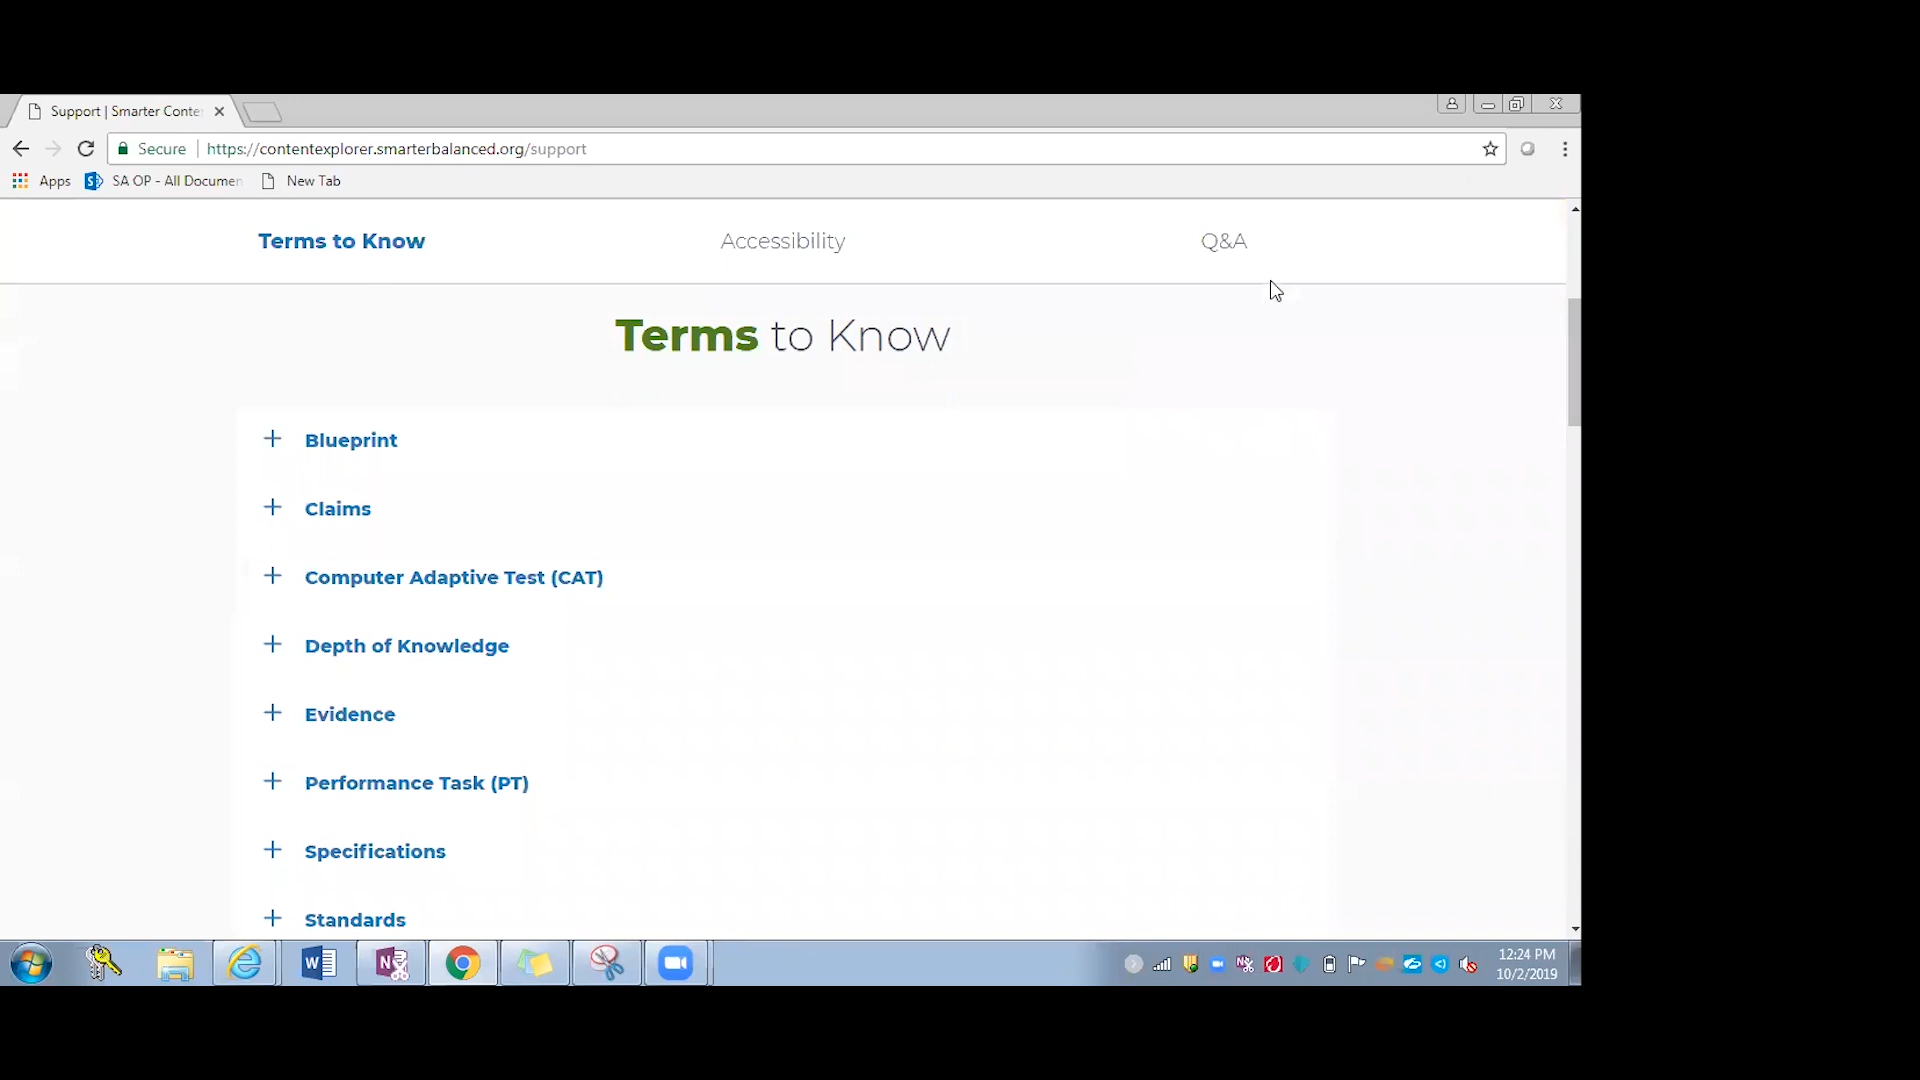 Support | Smarter Conte
Secure https://contentexplorer.smarterbalanced.org/support
Apps SA OP - All Documen New Tab
Terms to Know Accessibility Q&A
Terms to Know
Blueprint
Claims
Computer Adaptive Test (CAT)
Depth of Knowledge
Evidence
Performance Task (PT)
Specifications
Standards
12:24 PM
10/2/2019